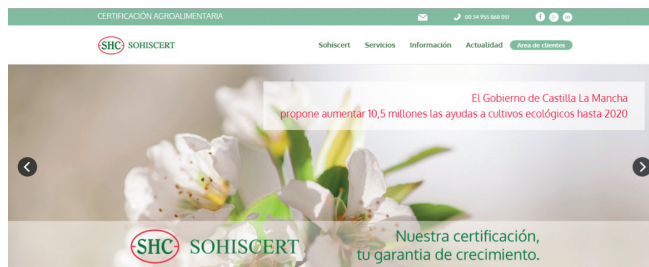 CERTIFICACIÓN AGROALIMENTARIA
00 34 955 868 051
SHC SOHISCERT
Sohiscert Servicios Información Actualidad Area de clientes
El Gobierno de Castilla La Mancha
propone aumentar 10,5 millones las ayudas a cultivos ecológicos hasta 2020
SHC SOHISCERT
Nuestra certificación,
tu garantia de crecimiento.